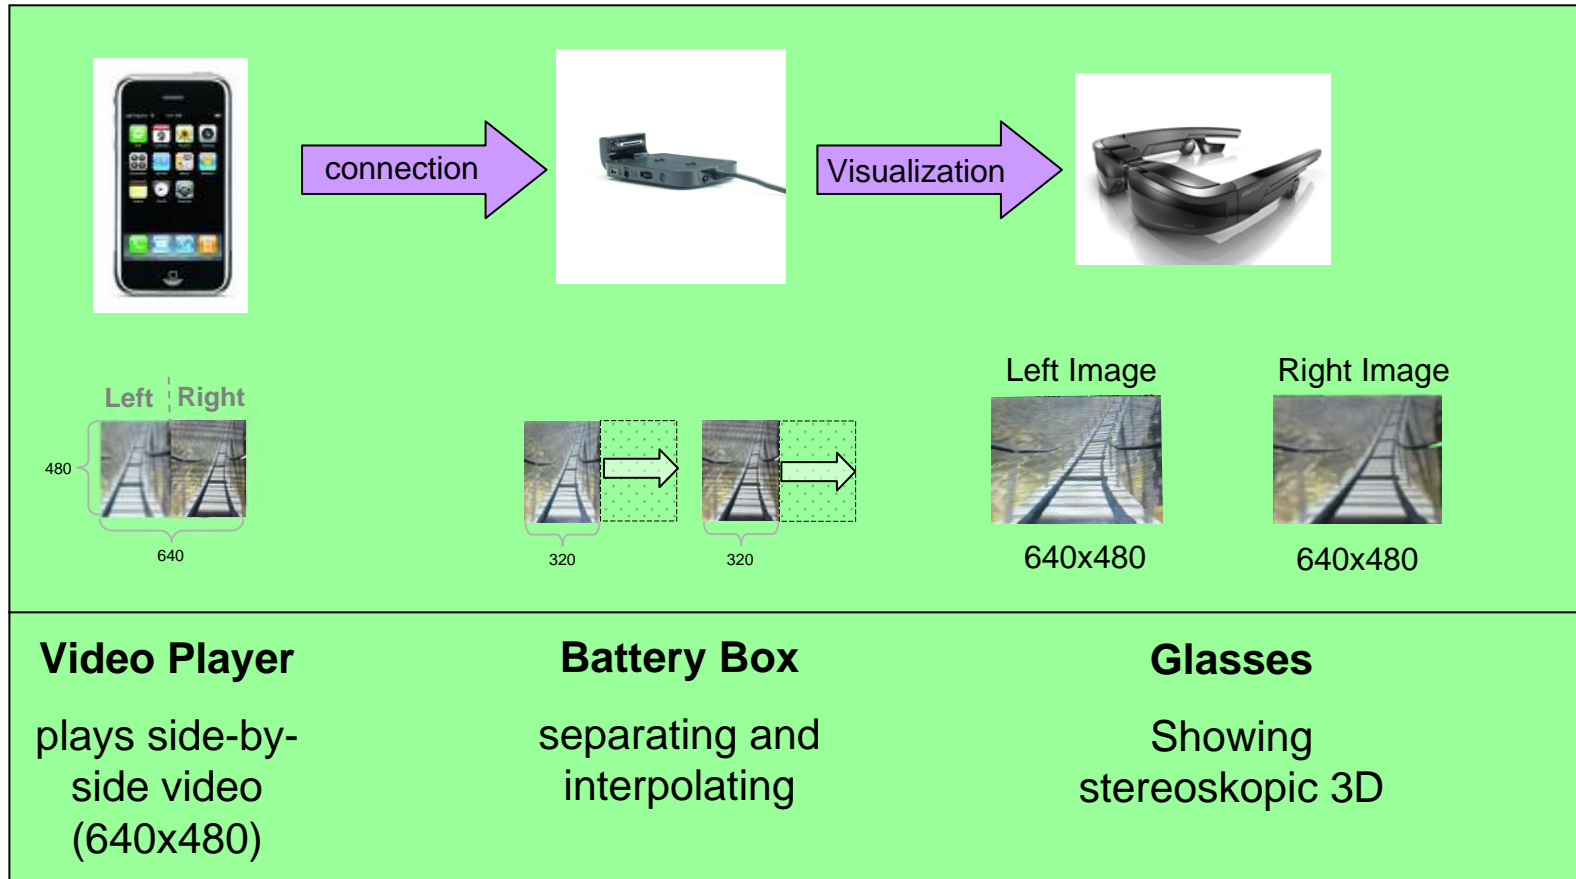 connection
Visualization
Left Right
480
640
320
320
Left Image
Right Image
640x480
640x480
Video Player
plays side-by-
side video
(640x480)
Battery Box
separating and
interpolating
Glasses
Showing
stereoskopic 3D